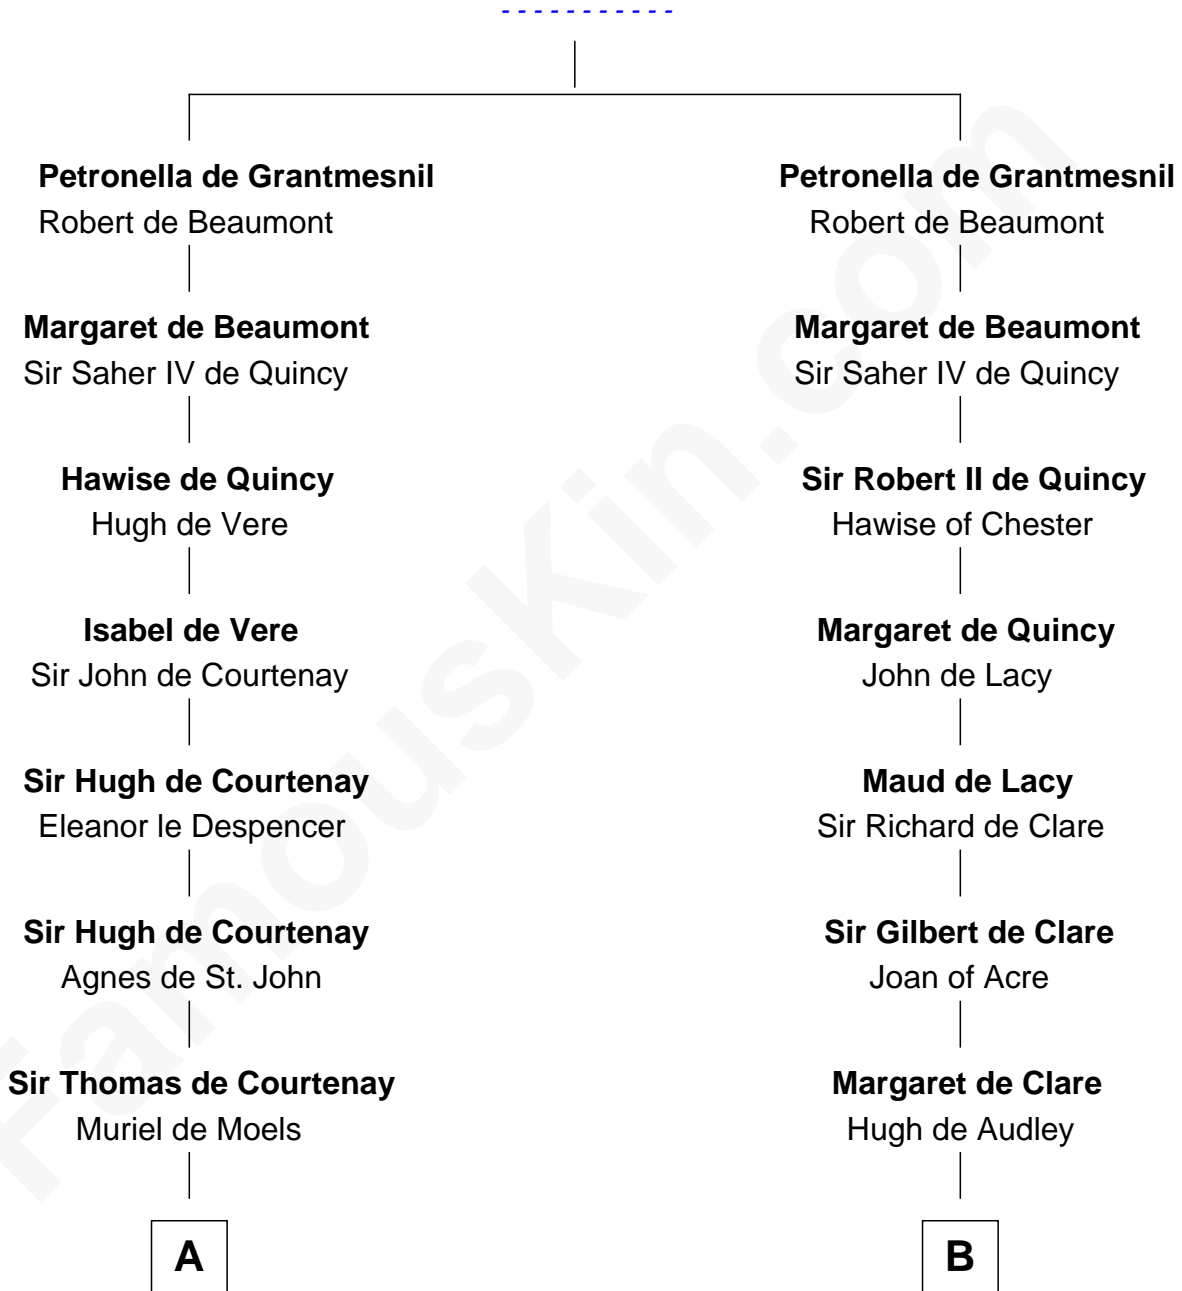 - - - - - - - - - - -
Petronella de Grantmesnil
Robert de Beaumont
Margaret de Beaumont
Sir Saher IV de Quincy
Hawise de Quincy
Hugh de Vere
Isabel de Vere
Sir John de Courtenay
Sir Hugh de Courtenay
Eleanor le Despencer
Sir Hugh de Courtenay
Agnes de St. John
Sir Thomas de Courtenay
Muriel de Moels
A
Petronella de Grantmesnil
Robert de Beaumont
Margaret de Beaumont
Sir Saher IV de Quincy
Sir Robert II de Quincy
Hawise of Chester
Margaret de Quincy
John de Lacy
Maud de Lacy
Sir Richard de Clare
Sir Gilbert de Clare
Joan of Acre
Margaret de Clare
Hugh de Audley
B
FamousKin.com